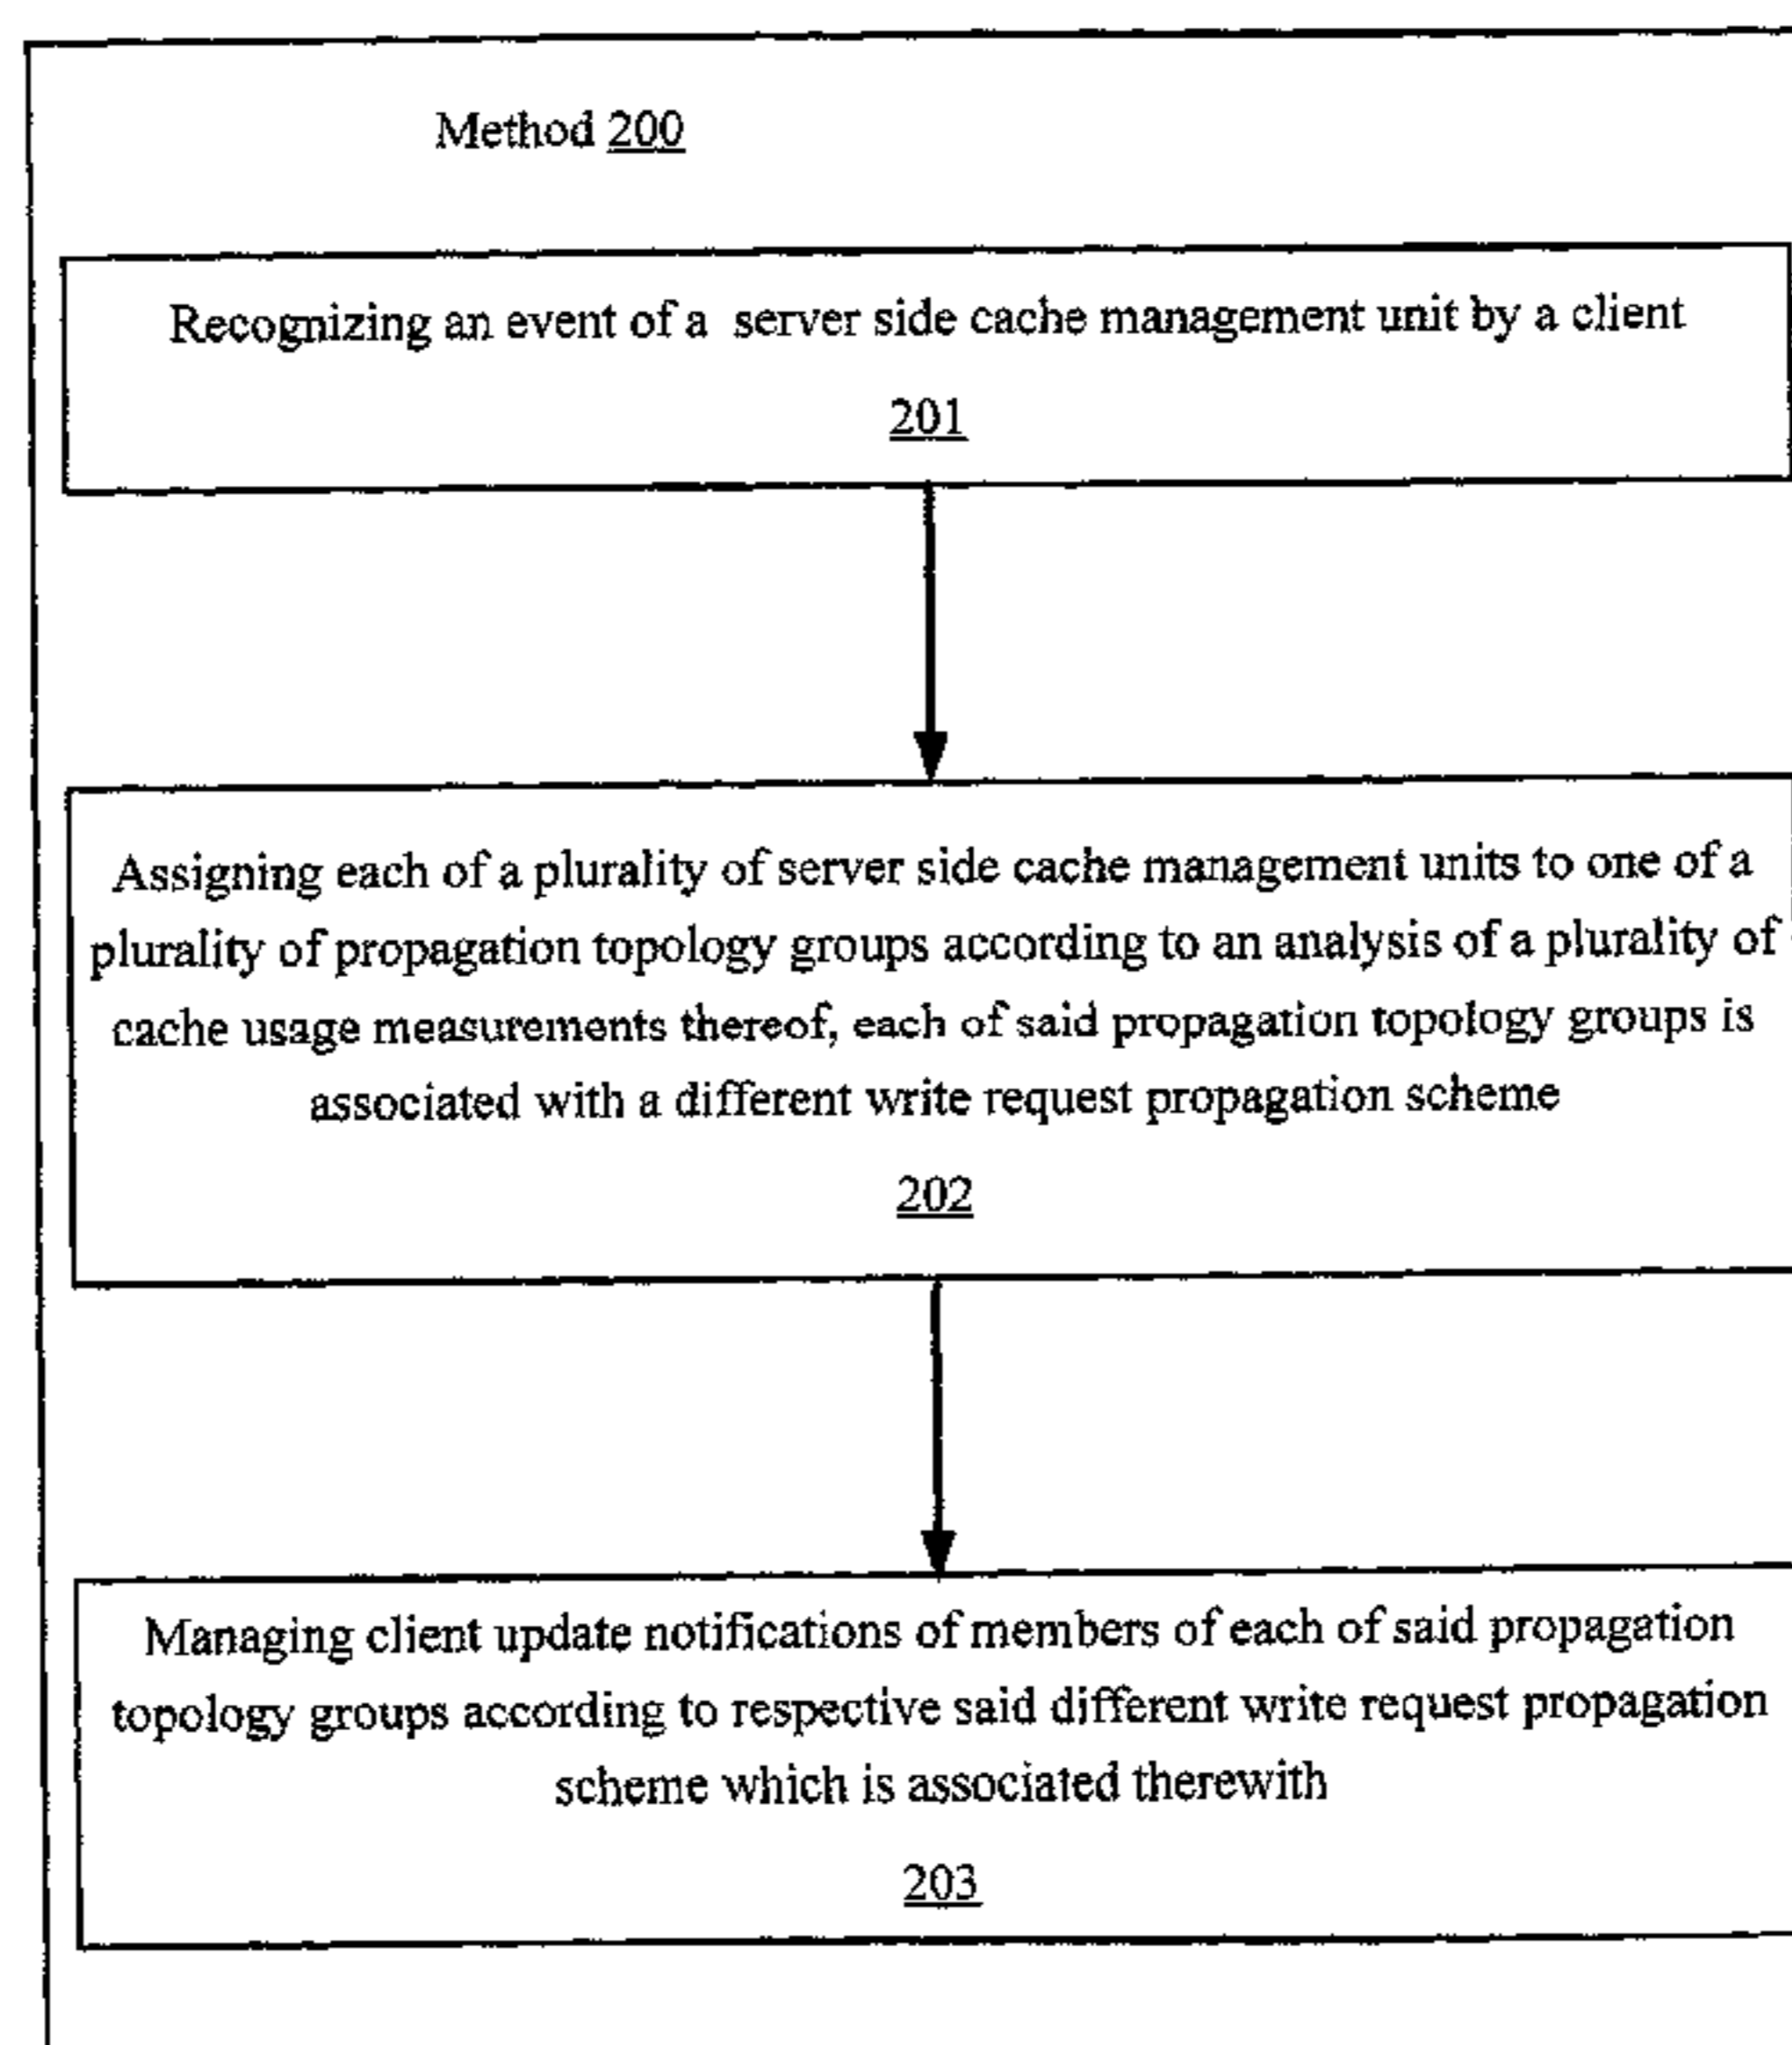 Method 200
Recognizing an event of a server side cache management unit by a client
201
Assigning each of a plurality of server side cache management units to one of a
plurality of propagation topology groups according to an analysis of a plurality of
cache usage measurements thereof, each of said propagation topology groups is
associated with a different write request propagation scheme
202
Managing client update notifications of members of each of said propagation
topology groups according to respective said different write request propagation
scheme which is associated therewith
203